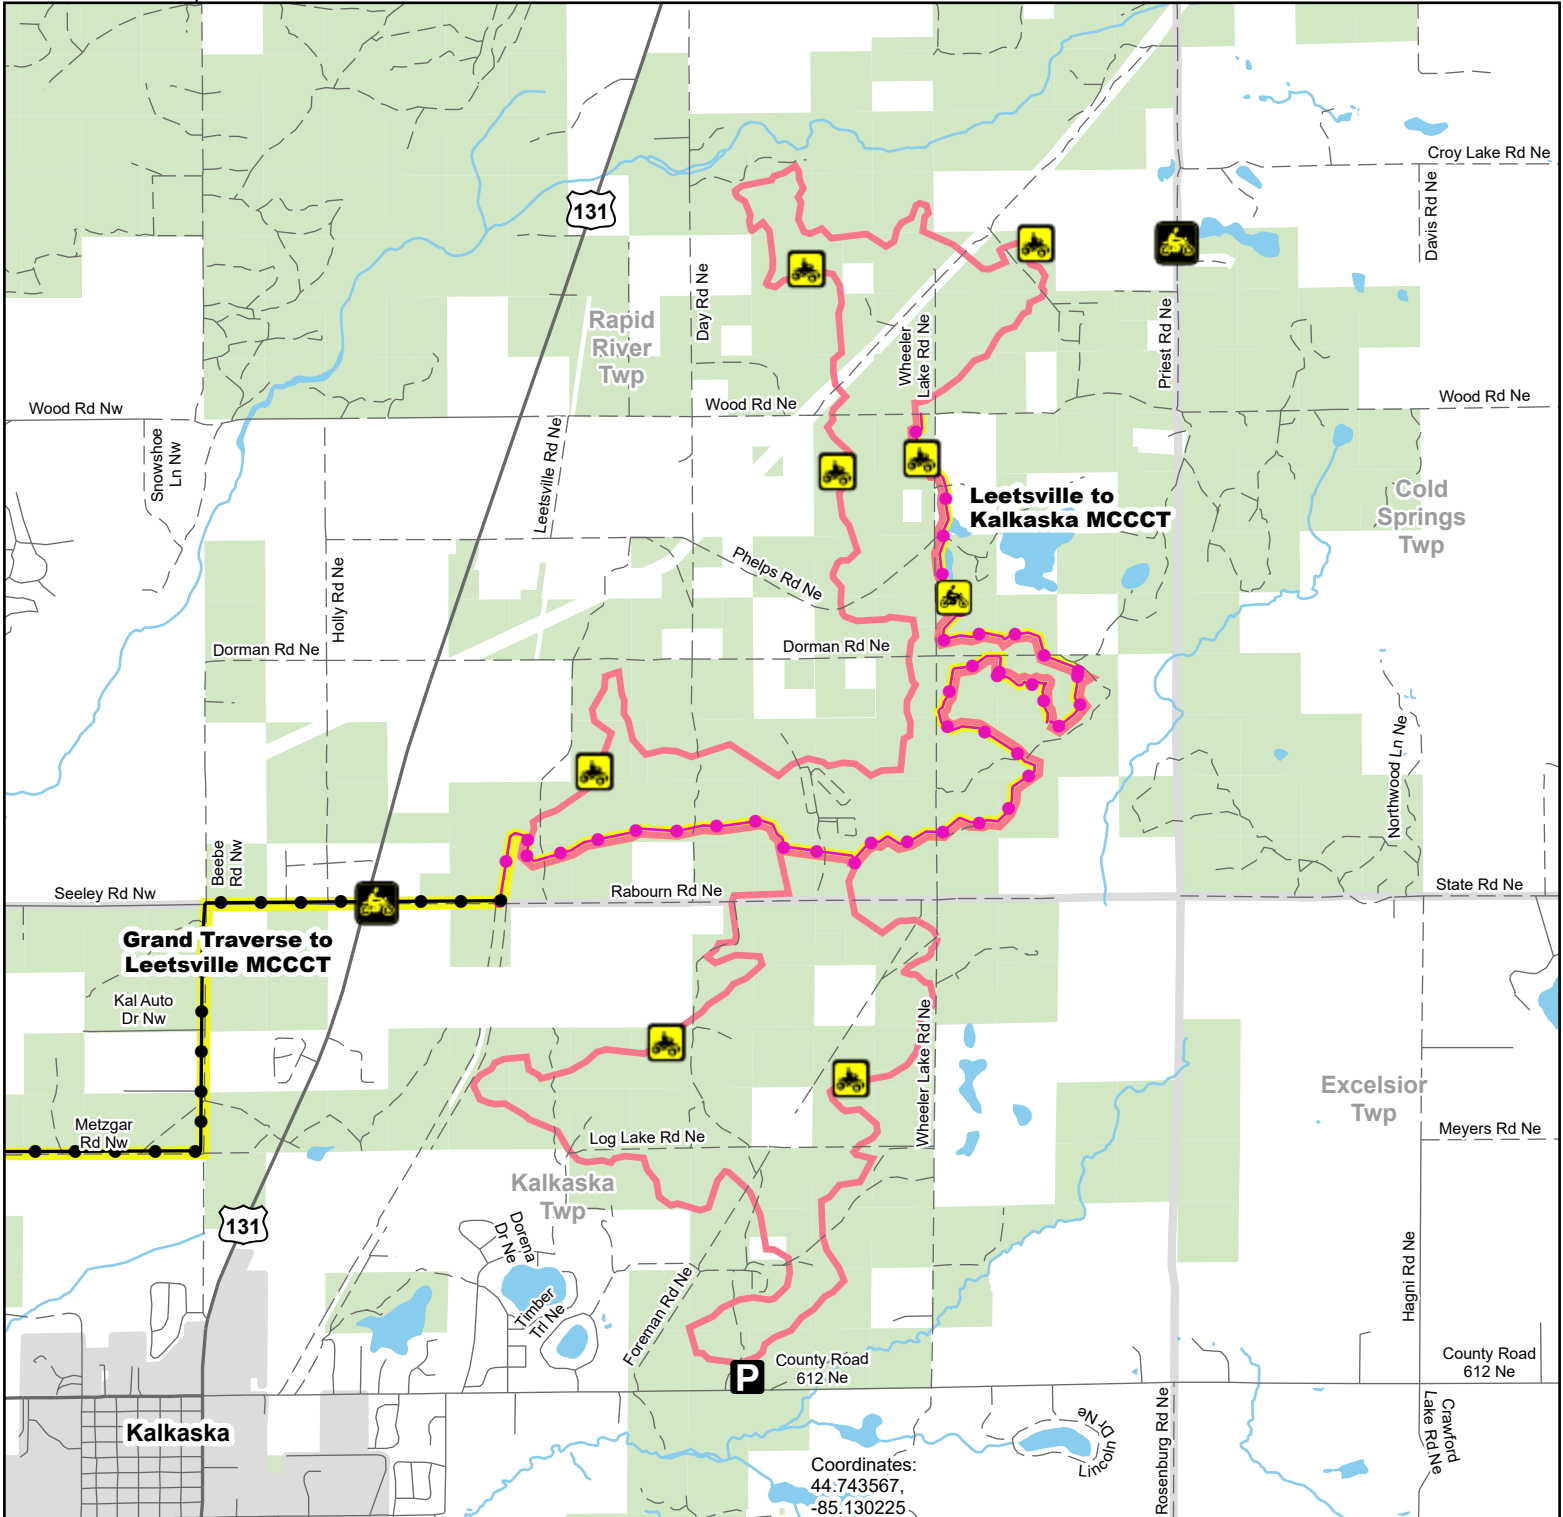 Croy Lake Rd Ne
Davis Rd Ne
131
Day Rd Ne
Rapid
River
Twp
Wheeler
Lake Rd Ne
Priest Rd Ne
Wood Rd Nw
Wood Rd Ne
Wood Rd Ne
Snowshoe
Ln Nw
Leetsville Rd Ne
Leetsville to
Kalkaska MCCCT
Cold
Springs
Twp
Holly Rd Ne
Phelps Rd Ne
Dorman Rd Ne
Dorman Rd Ne
Northwood Ln Ne
Beebe
Rd Nw
Seeley Rd Nw
Rabourn Rd Ne
State Rd Ne
Grand Traverse to
Leetsville MCCCT
Kal Auto
Dr Nw
Wheeler Lake Rd Ne
Excelsior
Twp
Metzgar
Rd Nw
Log Lake Rd Ne
Meyers Rd Ne
Kalkaska
Twp
131
Dorena
Dr Ne
Timber
Trl Ne
Foreman Rd Ne
Hagni Rd Ne
P
County Road
612 Ne
County Road
612 Ne
Kalkaska
Lincoln
Dr Ne
Rosenburg Rd Ne
Crawford
Lake Rd Ne
Coordinates:
44.743567,
-85.130225